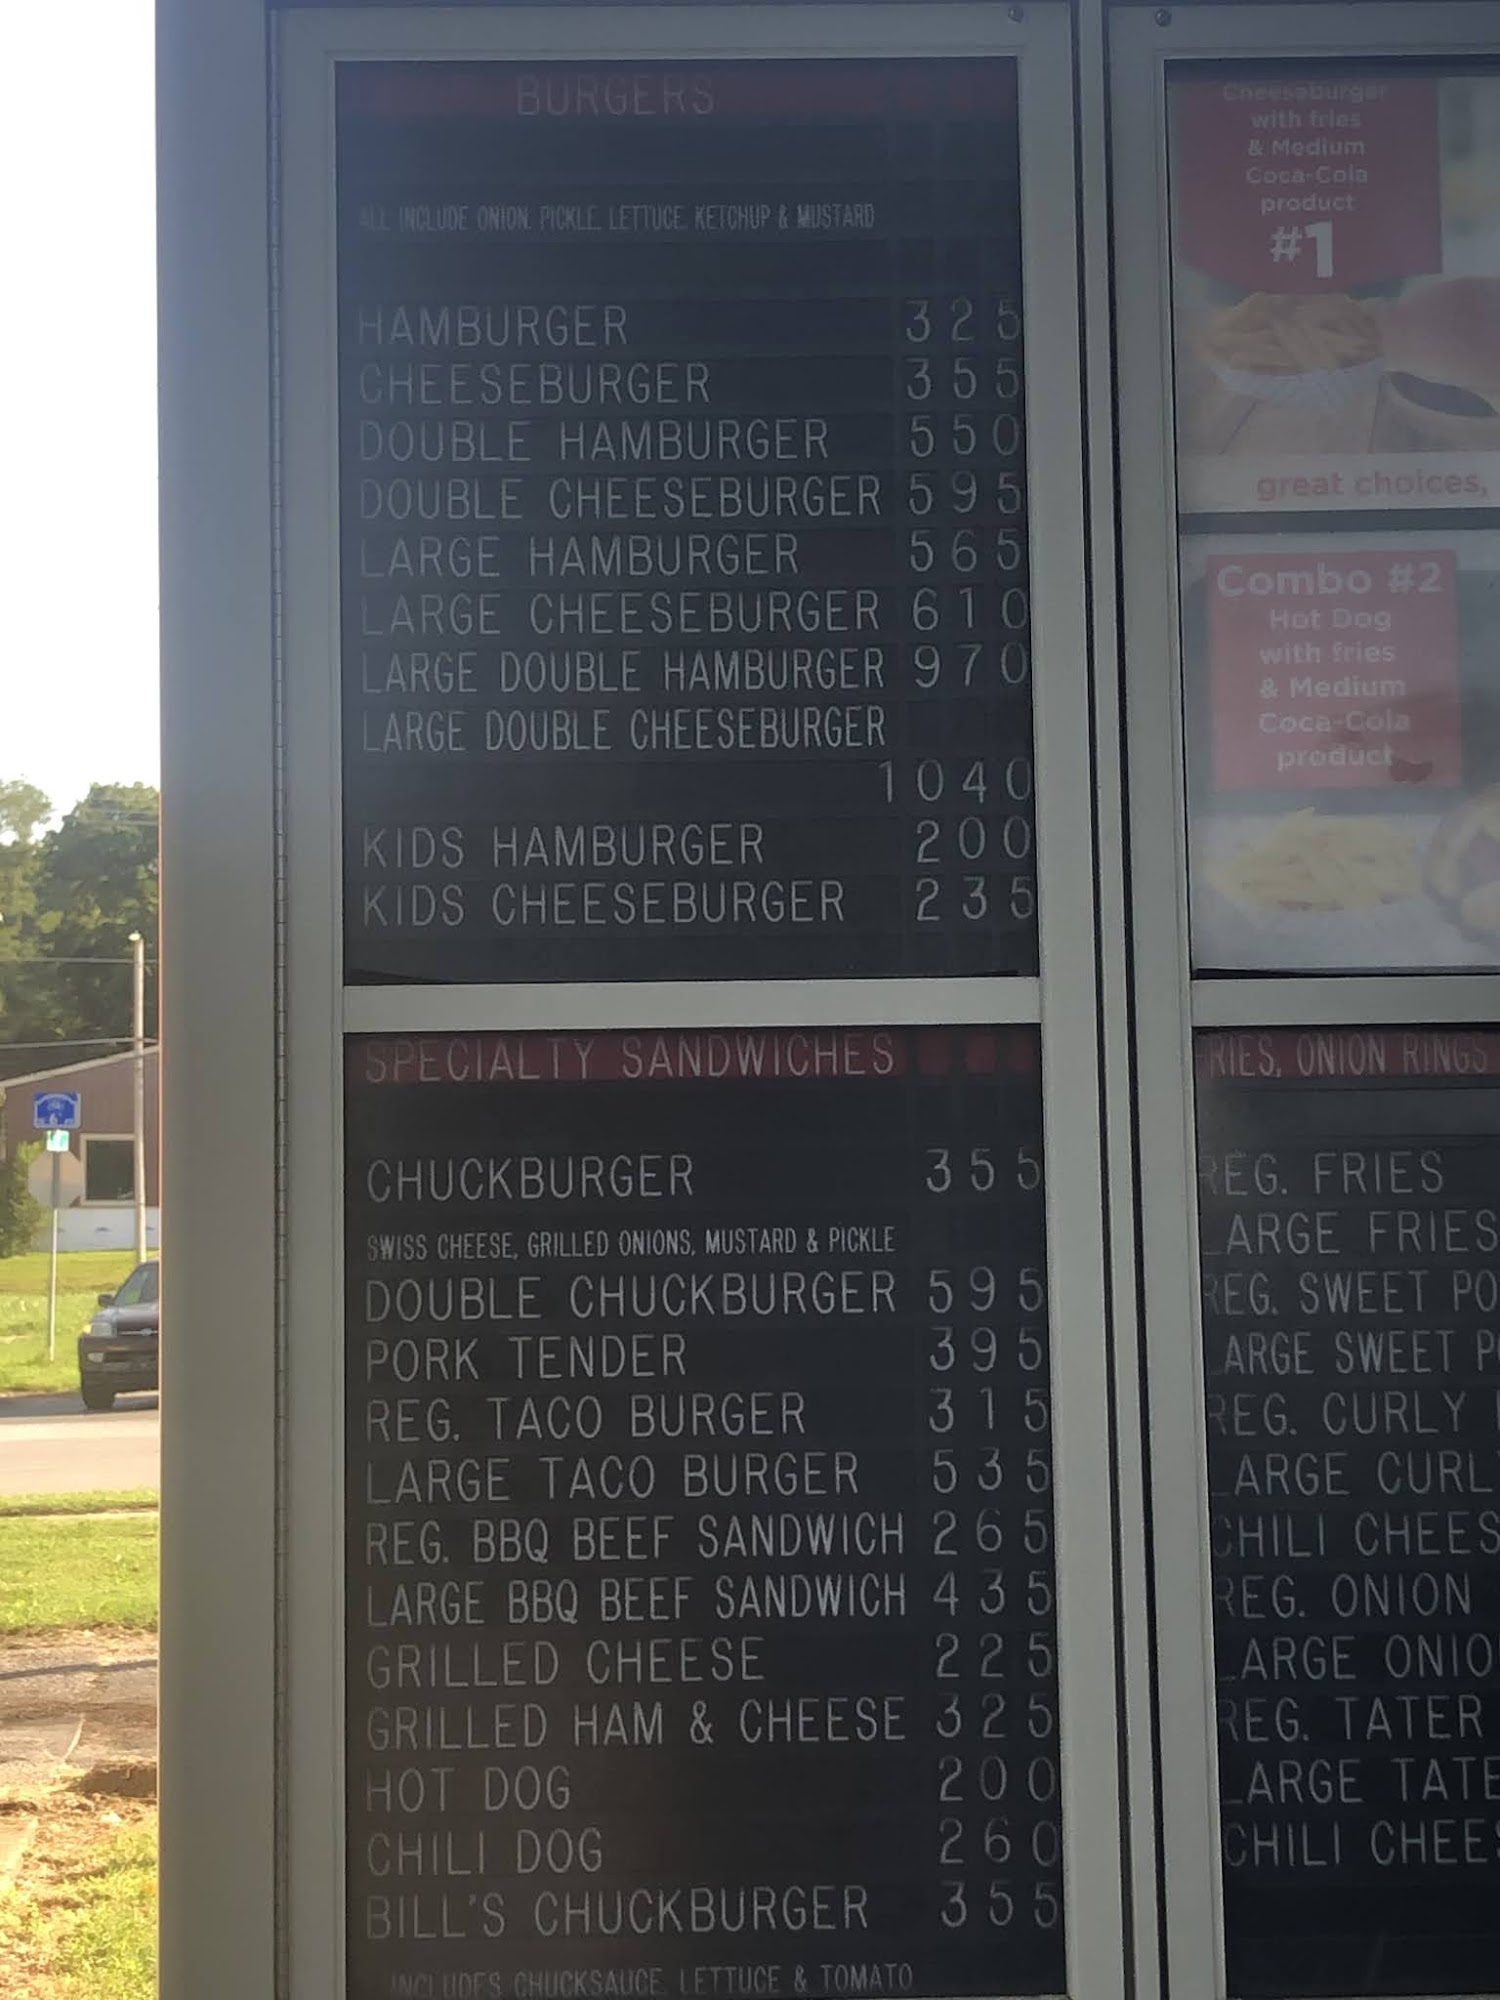 BURGERS
ALL INCLUDE ONION, PICKLE, LETTUCE, KETCHUP & MUSTARD
HAMBURGER 325
CHEESEBURGER 355
DOUBLE HAMBURGER 550
DOUBLE CHEESEBURGER 595
LARGE HAMBURGER 565
LARGE CHEESEBURGER 610
LARGE DOUBLE HAMBURGER 970
LARGE DOUBLE CHEESEBURGER
1040
KIDS HAMBURGER 200
KIDS CHEESEBURGER 235
SPECIALTY SANDWICHES
CHUCKBURGER 355
SWISS CHEESE, GRILLED ONIONS, MUSTARD & PICKLE
DOUBLE CHUCKBURGER 595
PORK TENDER 395
REG. TACO BURGER 315
LARGE TACO BURGER 535
REG. BBQ BEEF SANDWICH 265
LARGE BBQ BEEF SANDWICH 435
GRILLED CHEESE 225
GRILLED HAM & CHEESE 325
HOT DOG 200
CHILI DOG 260
BILL'S CHUCKBURGER 355
INCLUDES CHUCKSAUCE, LETTUCE & TOMATO
Cheeseburger
with fries
& Medium
Coca-Cola
product
#1
great choices,
Combo #2
Hot Dog
with fries
& Medium
Coca-Cola
product
RIES, ONION RINGS
REG. FRIES
LARGE FRIES
REG. SWEET PO
LARGE SWEET P
REG. CURLY
LARGE CURL
CHILI CHEES
REG. ONION
LARGE ONIO
REG. TATER
LARGE TATE
CHILI CHEES